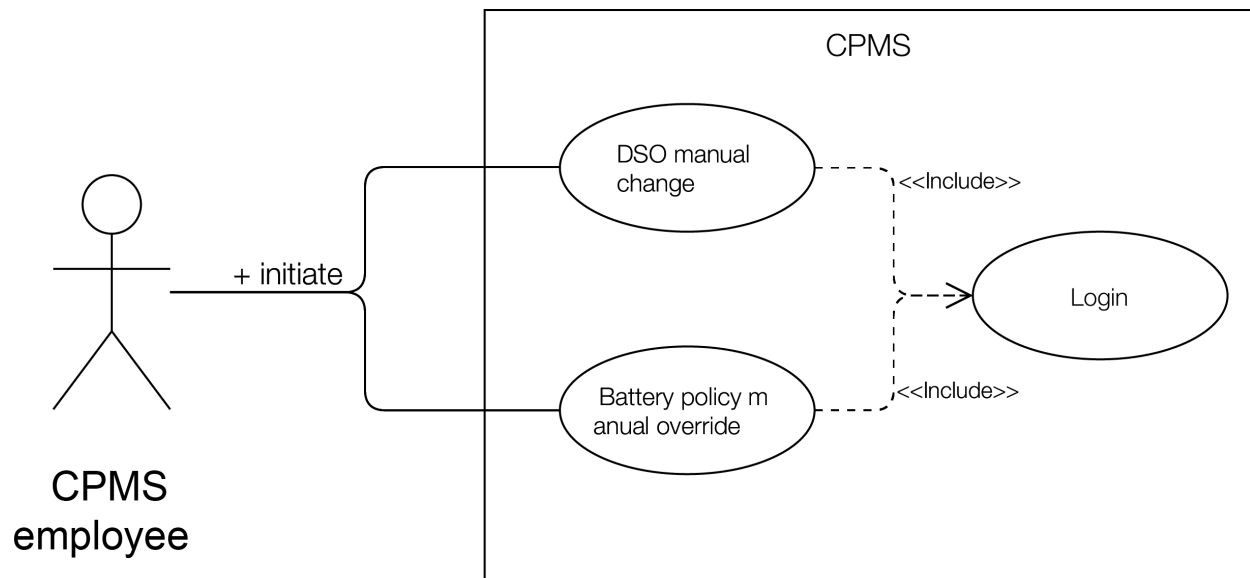 CPMS
DSO manual
change
<<Include>>
+ initiate
Login
Battery policy m
anual override
<<Include>>
CPMS
employee